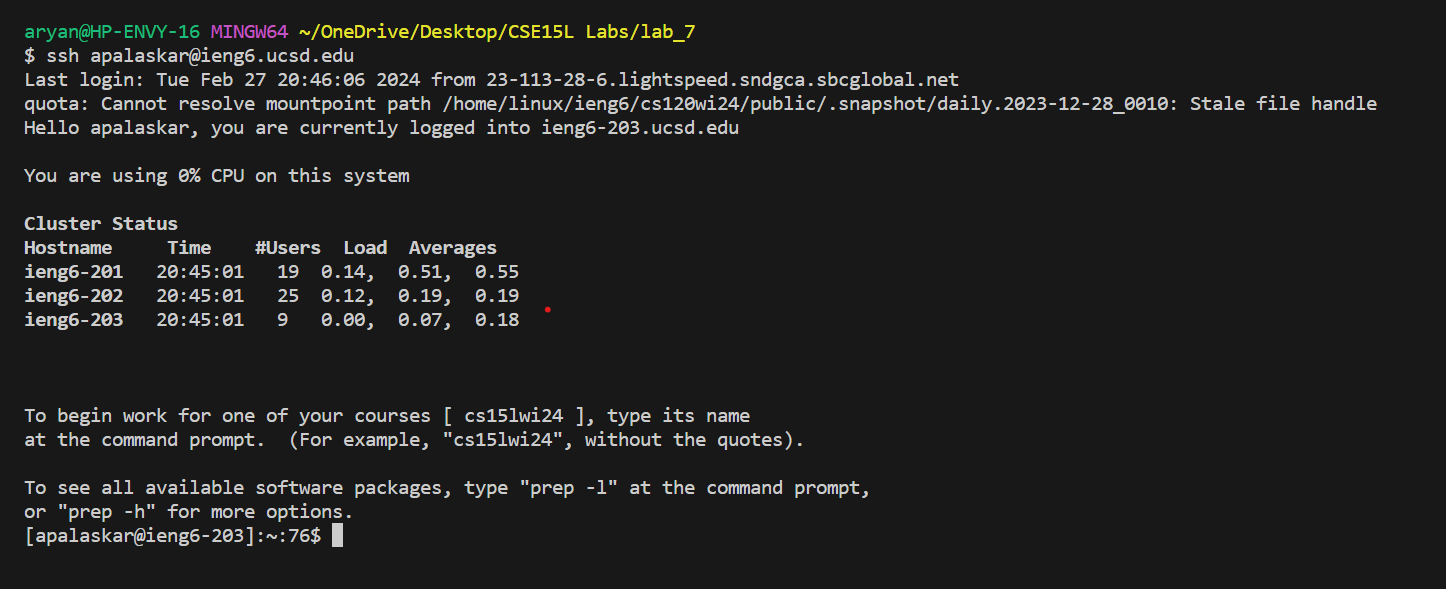 aryan@HP-ENVY-16 MINGW64 ~/OneDrive/Desktop/CSE15L Labs/lab_7
$ ssh apalaskar@ieng6.ucsd.edu
Last login: Tue Feb 27 20:46:06 2024 from 23-113-28-6.lightspeed.sndgca.sbcglobal.net
quota: Cannot resolve mountpoint path /home/linux/ieng6/cs120wi24/public/.snapshot/daily.2023-12-28_0010: Stale file handle
Hello apalaskar, you are currently logged into ieng6-203.ucsd.edu
You are using 0% CPU on this system
Cluster Status
Hostname     Time    #Users  Load  Averages
ieng6-201   20:45:01   19  0.14,  0.51,  0.55
ieng6-202   20:45:01   25  0.12,  0.19,  0.19
ieng6-203   20:45:01   9   0.00,  0.07,  0.18
To begin work for one of your courses [ cs15lwi24 ], type its name
at the command prompt.  (For example, "cs15lwi24", without the quotes).
To see all available software packages, type "prep -l" at the command prompt,
or "prep -h" for more options.
[apalaskar@ieng6-203]:~:76$